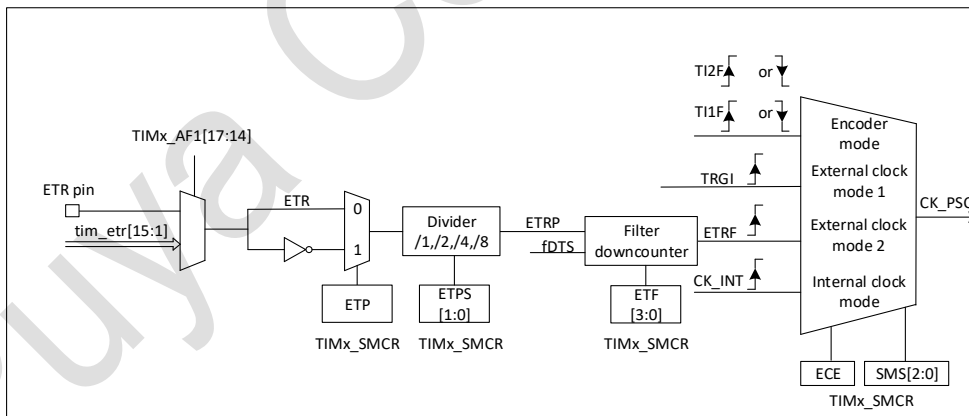 TI2F or
TI1F or
TIMx_AF1[17:14]
Encoder
mode
ETR pin
TRGI
External clock
mode 1
ETR
0
tim_etr[15:1]
1
Divider
/1,/2,/4,/8
ETRP
fDTS
Filter
downcounter
ETRF
External clock
mode 2
CK_PSC
CK_INT
Internal clock
mode
ETP
ETPS
[1:0]
ETF
[3:0]
TIMx_SMCR
TIMx_SMCR
TIMx_SMCR
ECE
SMS[2:0]
TIMx_SMCR
Puya C